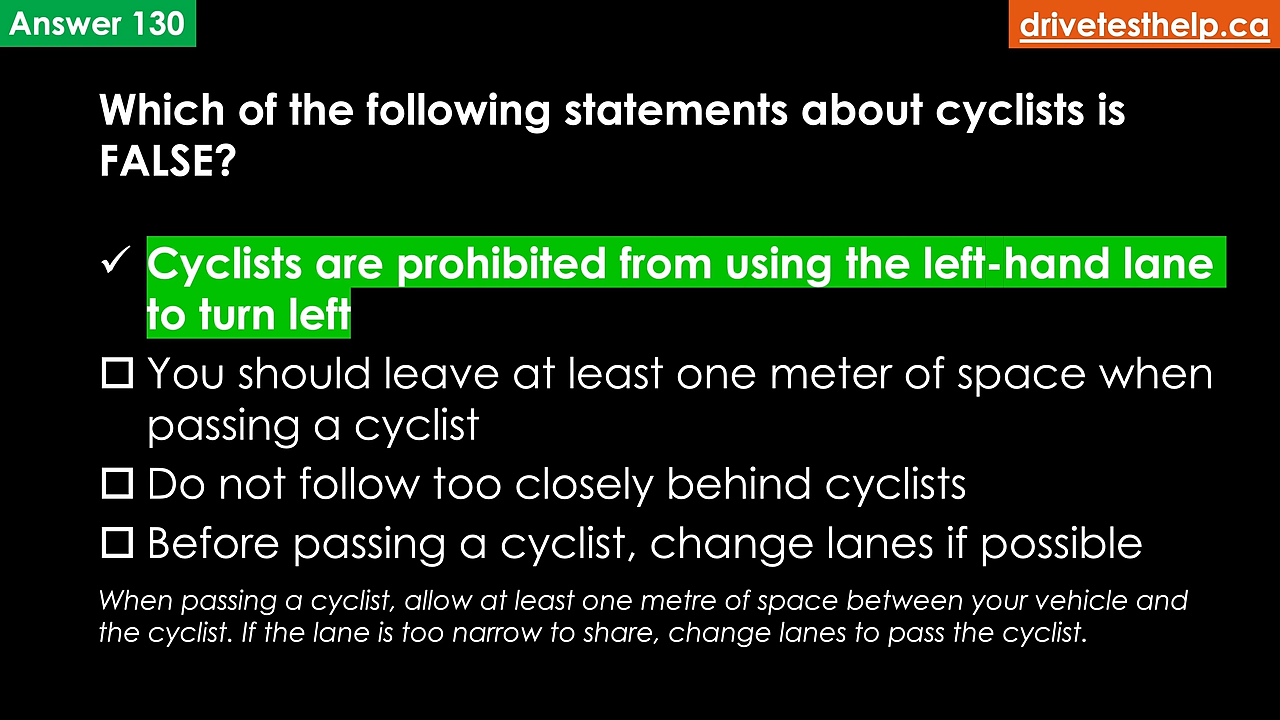 Answer 130
drivetesthelp.ca
Which of the following statements about cyclists is
FALSE?
✓ Cyclists are prohibited from using the left-hand lane
to turn left
☐ You should leave at least one meter of space when
passing a cyclist
☐ Do not follow too closely behind cyclists
☐ Before passing a cyclist, change lanes if possible
When passing a cyclist, allow at least one metre of space between your vehicle and
the cyclist. If the lane is too narrow to share, change lanes to pass the cyclist.